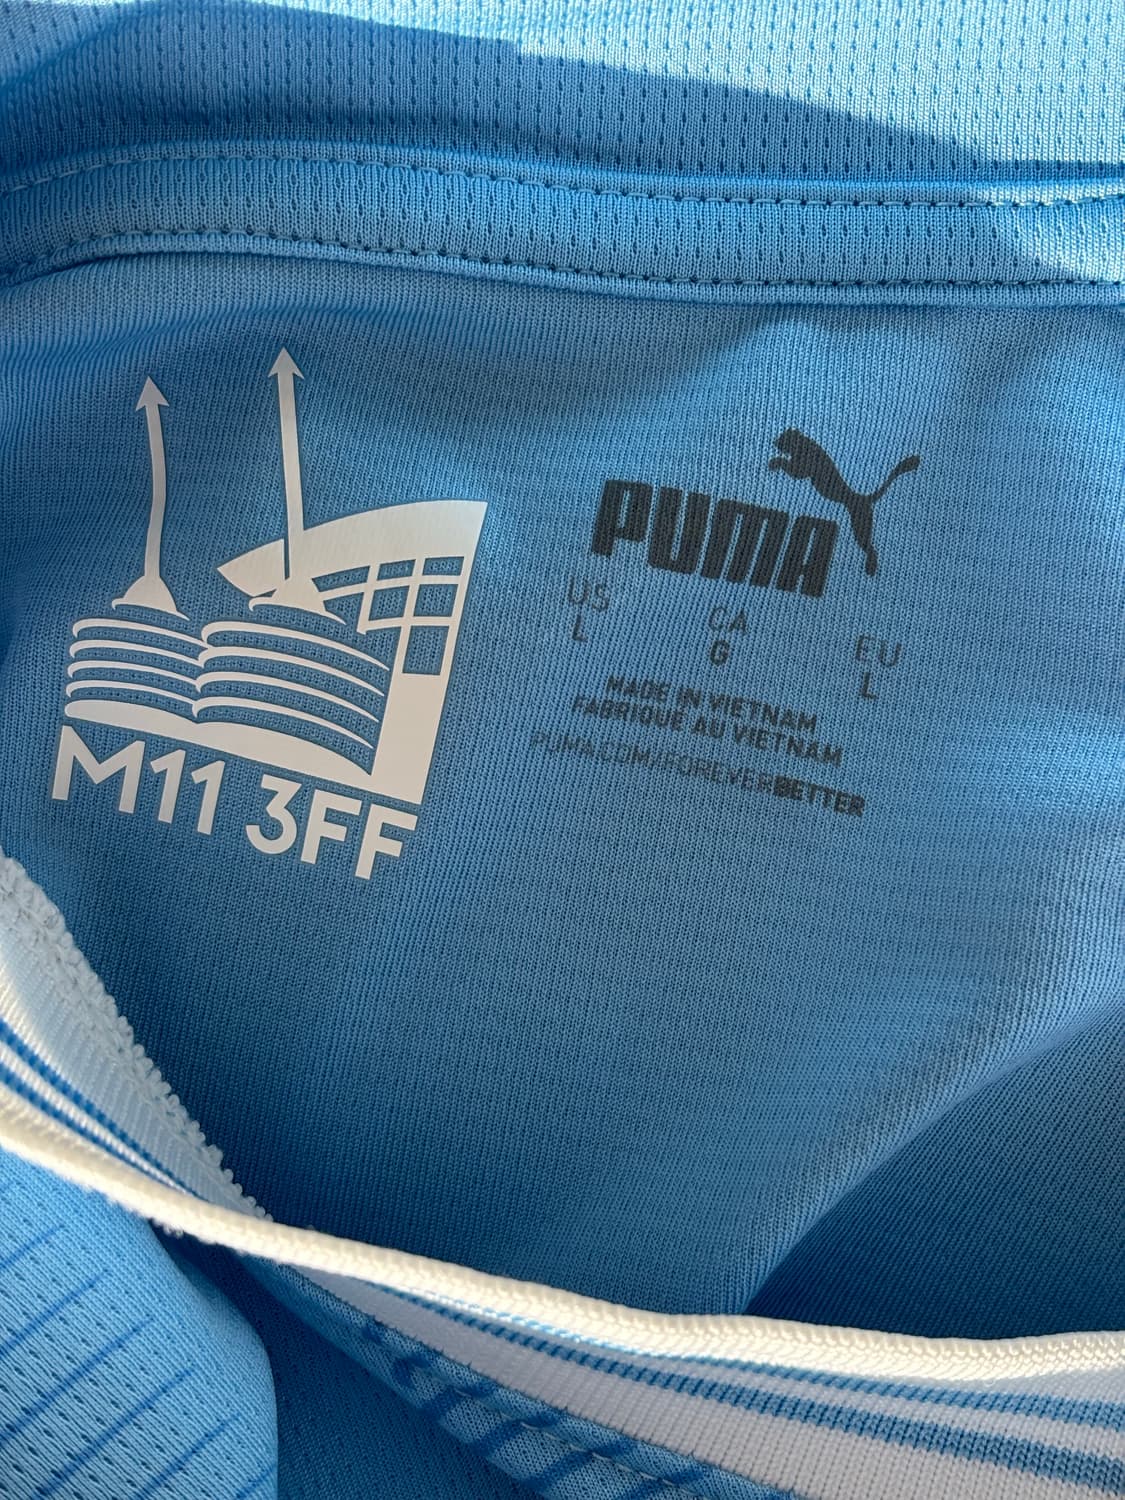 M11 3FF
PUMA
US CA EU
L G L
MADE IN VIETNAM
FABRIQUÉ AU VIETNAM
PUMA.COM/FOREVERBETTER